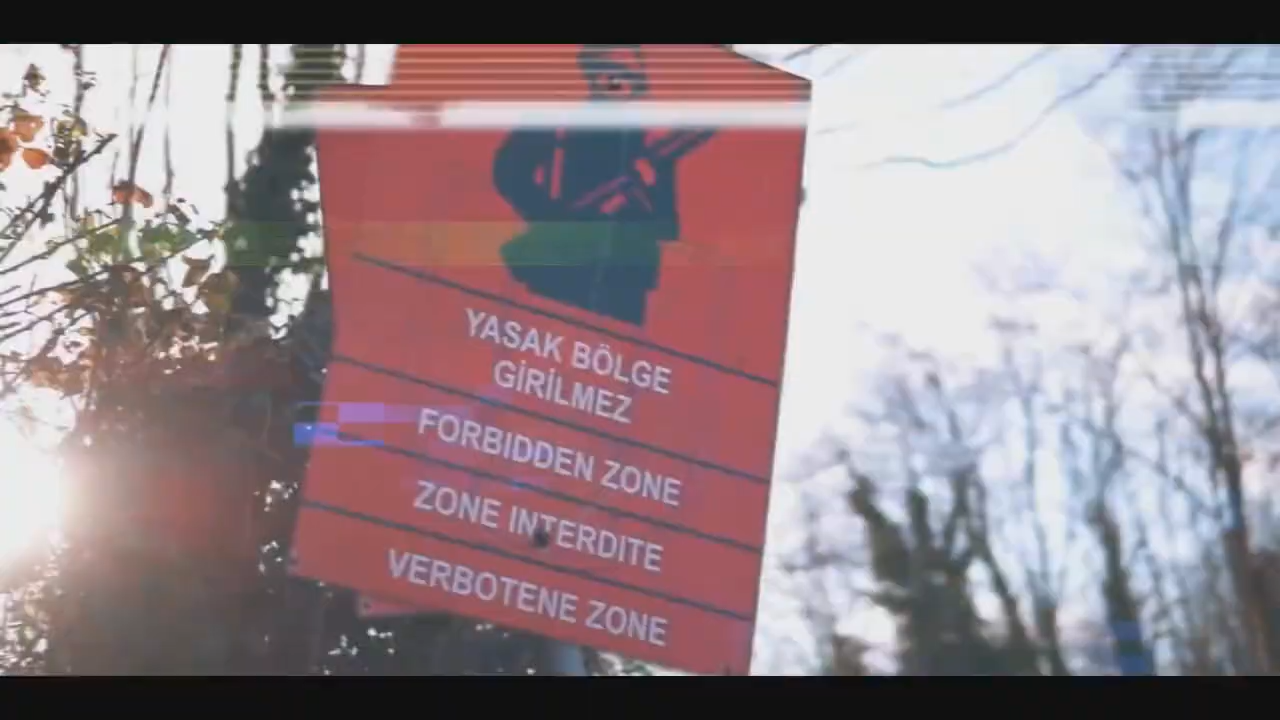 YASAK BÖLGE
GİRİLMEZ
FORBIDDEN ZONE
ZONE INTERDITE
VERBOTENE ZONE